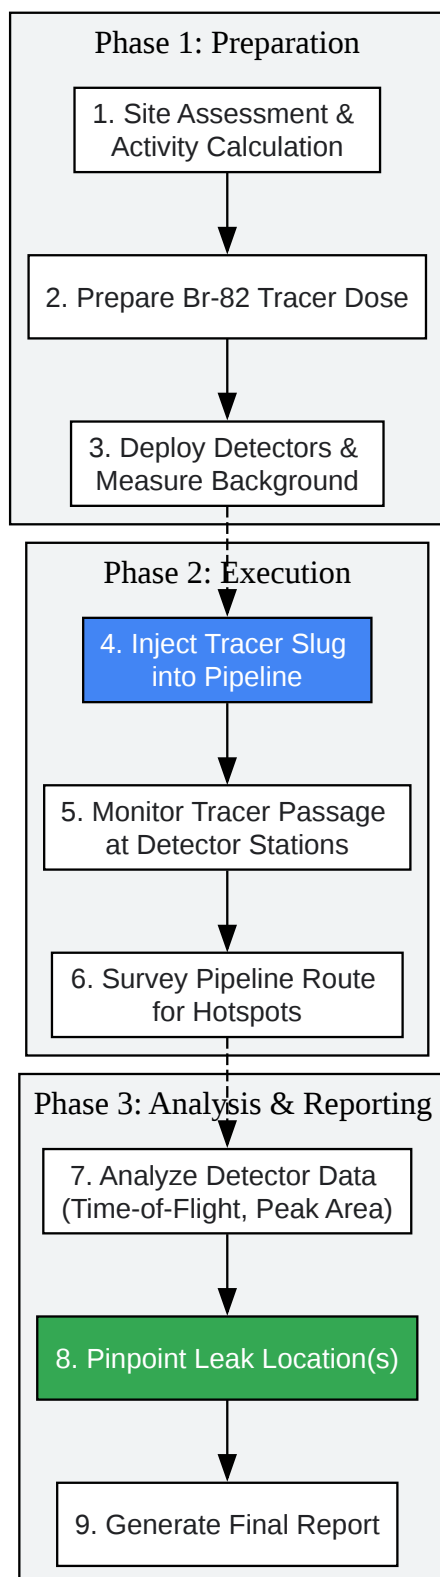 Phase 1: Preparation
1. Site Assessment &
Activity Calculation
2. Prepare Br-82 Tracer Dose
3. Deploy Detectors &
Measure Background
Phase 2: Execution
4. Inject Tracer Slug
into Pipeline
5. Monitor Tracer Passage
at Detector Stations
6. Survey Pipeline Route
for Hotspots
Phase 3: Analysis & Reporting
7. Analyze Detector Data
(Time-of-Flight, Peak Area)
8. Pinpoint Leak Location(s)
9. Generate Final Report